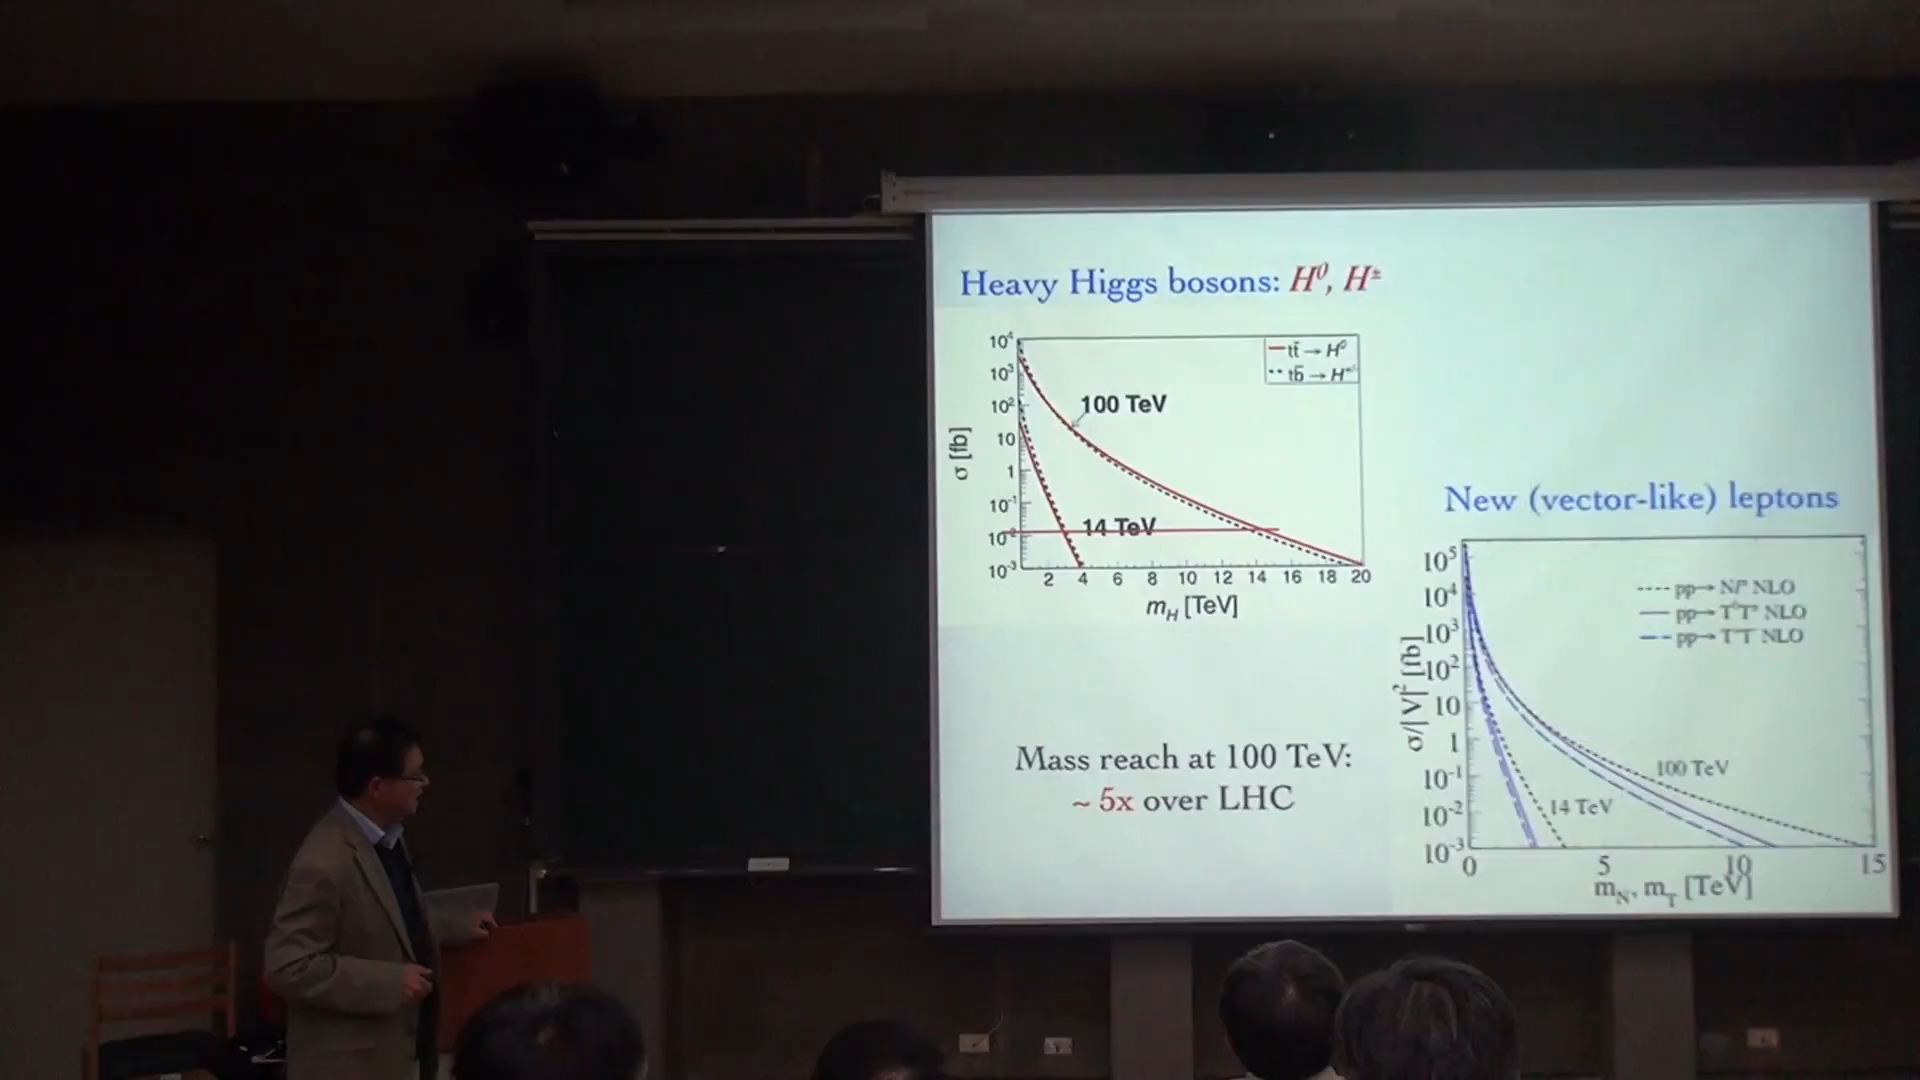 Heavy Higgs bosons: H⁰, H±
10⁴
10³
10²
10
1
10⁻¹
10⁻²
10⁻³
σ [fb]
tt̄ → H⁰
tb̄ → H⁺⁻
100 TeV
14 TeV
2 4 6 8 10 12 14 16 18 20
m_H [TeV]
Mass reach at 100 TeV:
~ 5x over LHC
New (vector-like) leptons
10⁵
10⁴
10³
10²
10
1
10⁻¹
10⁻²
10⁻³
σ/|V|² [fb]
NLO
NLO
NLO
100 TeV
14 TeV
0 5 10 15
m_N, m_T [TeV]